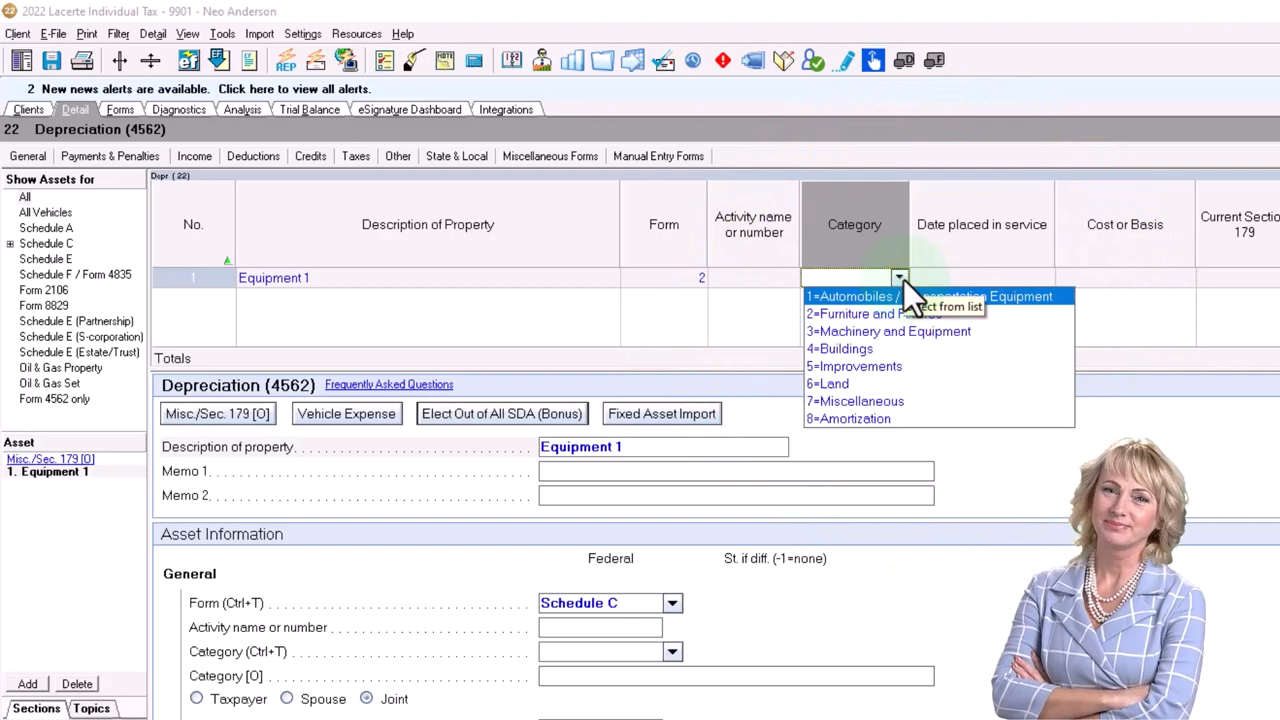 22 2022 Lacerte Individual Tax - 9901 - Neo Anderson
Client E-File Print Filter Detail View Tools Import Settings Resources Help
2 New news alerts are available. Click here to view all alerts.
Clients Detail Forms Diagnostics Analysis Trial Balance eSignature Dashboard Integrations
22 Depreciation (4562)
General Payments & Penalties Income Deductions Credits Taxes Other State & Local Miscellaneous Forms Manual Entry Forms
Show Assets for
All
All Vehicles
Schedule A
Schedule C
Schedule E
Schedule F / Form 4835
Form 2106
Form 8829
Schedule E (Partnership)
Schedule E (S-corporation)
Schedule E (Estate/Trust)
Oil & Gas Property
Oil & Gas Set
Form 4562 only
Asset
Misc./Sec. 179 [O]
1. Equipment 1
Add Delete
Sections Topics
Depr (22)
No. Description of Property Form Activity name or number Category Date placed in service Cost or Basis Current Sectio 179
1 Equipment 1 2
1=Automobiles / Equipment
2=Furniture and
3=Machinery and Equipment
4=Buildings
5=Improvements
6=Land
7=Miscellaneous
8=Amortization
ect from list
Totals
Depreciation (4562) Frequently Asked Questions
Misc./Sec. 179 [O] Vehicle Expense Elect Out of All SDA (Bonus) Fixed Asset Import
Description of property Equipment 1
Memo 1
Memo 2
Asset Information
Federal St. if diff. (-1=none)
General
Form (Ctrl+T) Schedule C
Activity name or number
Category (Ctrl+T)
Category [O]
Taxpayer Spouse Joint